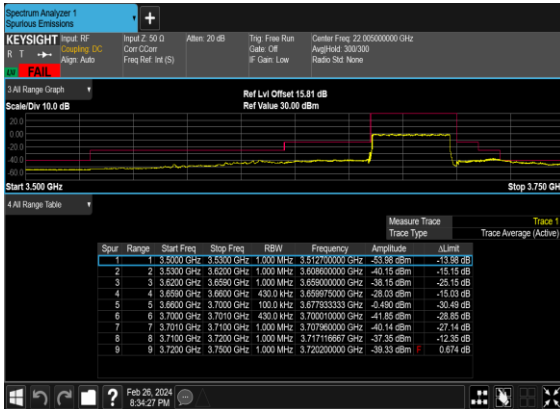 Spectrum Analyzer 1
Spurious Emissions
KEYSIGHT Input: RF Input Z: 50 Ω Atten: 20 dB Trig: Free Run Center Freq: 22.005000000 GHz
R T Coupling: DC Corr CCorr Gate: Off Avg|Hold: 300/300
Align: Auto Freq Ref: Int (S) IF Gain: Low Radio Std: None
LNI FAIL
3 All Range Graph Ref Lvl Offset 15.81 dB
Scale/Div 10.0 dB Ref Value 30.00 dBm
20.0
0.00
-20.0
-40.0
-60.0
Start 3.500 GHz Stop 3.750 GHz
4 All Range Table
Measure Trace Trace 1
Trace Type Trace Average (Active)
Spur Range Start Freq Stop Freq RBW Frequency Amplitude ΔLimit
1 1 3.5000 GHz 3.5300 GHz 1.000 MHz 3.512700000 GHz -53.98 dBm -13.98 dB
2 2 3.5300 GHz 3.6200 GHz 1.000 MHz 3.608600000 GHz -40.15 dBm -15.15 dB
3 3 3.6200 GHz 3.6590 GHz 1.000 MHz 3.659000000 GHz -38.15 dBm -25.15 dB
4 4 3.6590 GHz 3.6600 GHz 430.0 kHz 3.659975000 GHz -28.03 dBm -15.03 dB
5 5 3.6600 GHz 3.7000 GHz 100.0 kHz 3.677933333 GHz -0.490 dBm -30.49 dB
6 6 3.7000 GHz 3.7010 GHz 430.0 kHz 3.700010000 GHz -41.85 dBm -28.85 dB
7 7 3.7010 GHz 3.7100 GHz 1.000 MHz 3.707960000 GHz -40.14 dBm -27.14 dB
8 8 3.7100 GHz 3.7200 GHz 1.000 MHz 3.717116667 GHz -37.35 dBm -12.35 dB
9 9 3.7200 GHz 3.7500 GHz 1.000 MHz 3.720200000 GHz -39.33 dBm F 0.674 dB
Feb 26, 2024
8:34:27 PM